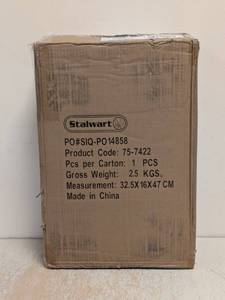 Stalwart
PO#SIQ-PO14858
Product Code: 75-7422
Pcs per Carton: 1 PCS
Gross Weight: 2.5 KGS
Measurement: 32.5X16X47 CM
Made in China